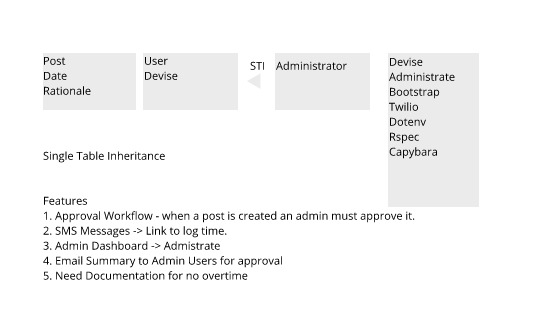 Post
Date
Rationale
User
Devise
STI
Administrator
Devise
Administrate
Bootstrap
Twilio
Dotenv
Rspec
Capybara
Single Table Inheritance
Features
1. Approval Workflow - when a post is created an admin must approve it.
2. SMS Messages -> Link to log time.
3. Admin Dashboard -> Admistrate
4. Email Summary to Admin Users for approval
5. Need Documentation for no overtime